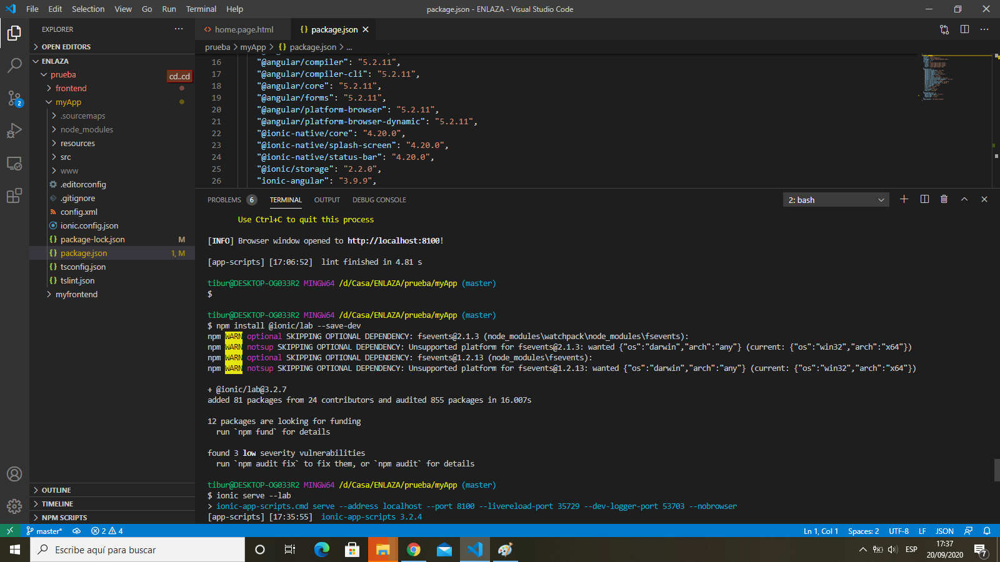 File Edit Selection View Go Run Terminal Help
package.json - ENLAZA - Visual Studio Code
EXPLORER
home.page.html
{} package.json
OPEN EDITORS
prueba > myApp > {} package.json > ...
ENLAZA
prueba
cd..cd
frontend
myApp
.sourcemaps
node_modules
resources
src
www
.editorconfig
.gitignore
config.xml
ionic.config.json
{} package-lock.json M
{} package.json 1, M
{} tsconfig.json
{} tslint.json
myfrontend
OUTLINE
TIMELINE
NPM SCRIPTS
2
16 "@angular/compiler": "5.2.11",
17 "@angular/compiler-cli": "5.2.11",
18 "@angular/core": "5.2.11",
19 "@angular/forms": "5.2.11",
20 "@angular/platform-browser": "5.2.11",
21 "@angular/platform-browser-dynamic": "5.2.11",
22 "@ionic-native/core": "4.20.0",
23 "@ionic-native/splash-screen": "4.20.0",
24 "@ionic-native/status-bar": "4.20.0",
25 "@ionic/storage": "2.2.0",
26 "ionic-angular": "3.9.9",
PROBLEMS 6 TERMINAL OUTPUT DEBUG CONSOLE
2: bash
Use Ctrl+C to quit this process
[INFO] Browser window opened to http://localhost:8100!
[app-scripts] [17:06:52]  lint finished in 4.81 s
tibur@DESKTOP-OG033R2 MINGW64 /d/Casa/ENLAZA/prueba/myApp (master)
$
tibur@DESKTOP-OG033R2 MINGW64 /d/Casa/ENLAZA/prueba/myApp (master)
$ npm install @ionic/lab --save-dev
npm WARN optional SKIPPING OPTIONAL DEPENDENCY: fsevents@2.1.3 (node_modules\watchpack\node_modules\fsevents):
npm WARN notsup SKIPPING OPTIONAL DEPENDENCY: Unsupported platform for fsevents@2.1.3: wanted {"os":"darwin","arch":"any"} (current: {"os":"win32","arch":"x64"})
npm WARN optional SKIPPING OPTIONAL DEPENDENCY: fsevents@1.2.13 (node_modules\fsevents):
npm WARN notsup SKIPPING OPTIONAL DEPENDENCY: Unsupported platform for fsevents@1.2.13: wanted {"os":"darwin","arch":"any"} (current: {"os":"win32","arch":"x64"})
+ @ionic/lab@3.2.7
added 81 packages from 24 contributors and audited 855 packages in 16.007s
12 packages are looking for funding
run `npm fund` for details
found 3 low severity vulnerabilities
run `npm audit fix` to fix them, or `npm audit` for details
tibur@DESKTOP-OG033R2 MINGW64 /d/Casa/ENLAZA/prueba/myApp (master)
$ ionic serve --lab
> ionic-app-scripts.cmd serve --address localhost --port 8100 --livereload-port 35729 --dev-logger-port 53703 --nobrowser
[app-scripts] [17:35:55]  ionic-app-scripts 3.2.4
master* 2 4
Ln 1, Col 1 Spaces: 2 UTF-8 LF JSON
Escribe aquí para buscar
ESP
17:37
20/09/2020
7